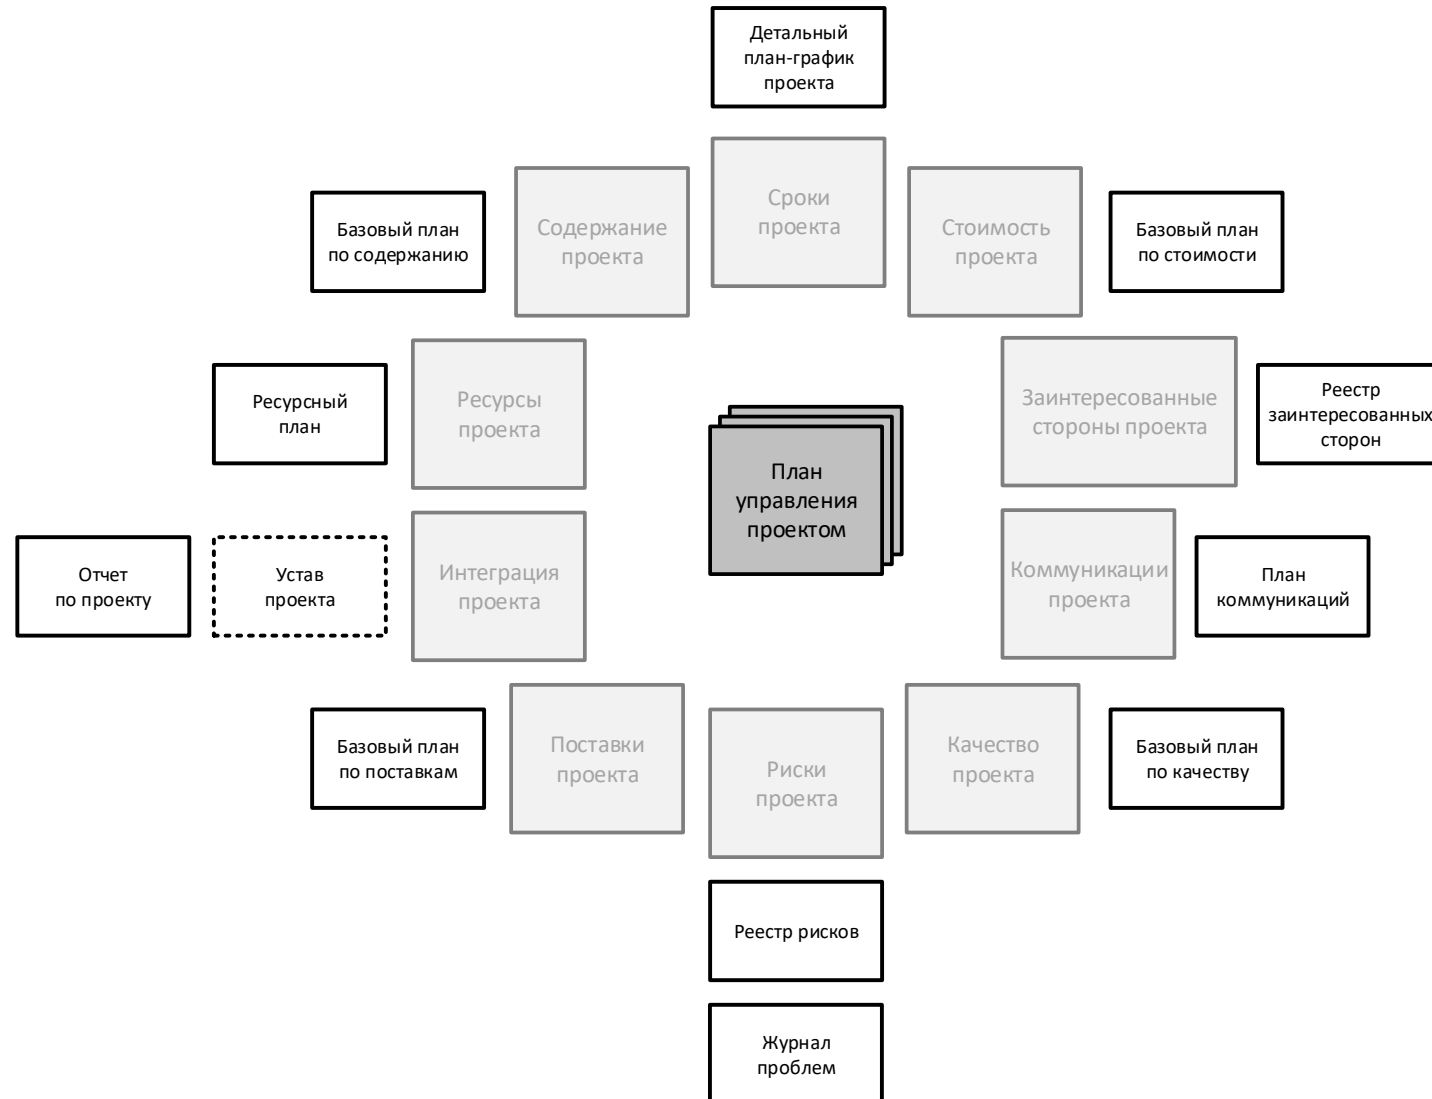 Детальный
план-график
проекта
Сроки
проекта
Содержание
проекта
Стоимость
проекта
Базовый план
по содержанию
Базовый план
по стоимости
Ресурсный
план
Ресурсы
проекта
Заинтересованные
стороны проекта
Реестр
заинтересованных
сторон
План
управления
проектом
Отчет
по проекту
Устав
проекта
Интеграция
проекта
Коммуникации
проекта
План
коммуникаций
Базовый план
по поставкам
Поставки
проекта
Риски
проекта
Качество
проекта
Базовый план
по качеству
Реестр рисков
Журнал
проблем